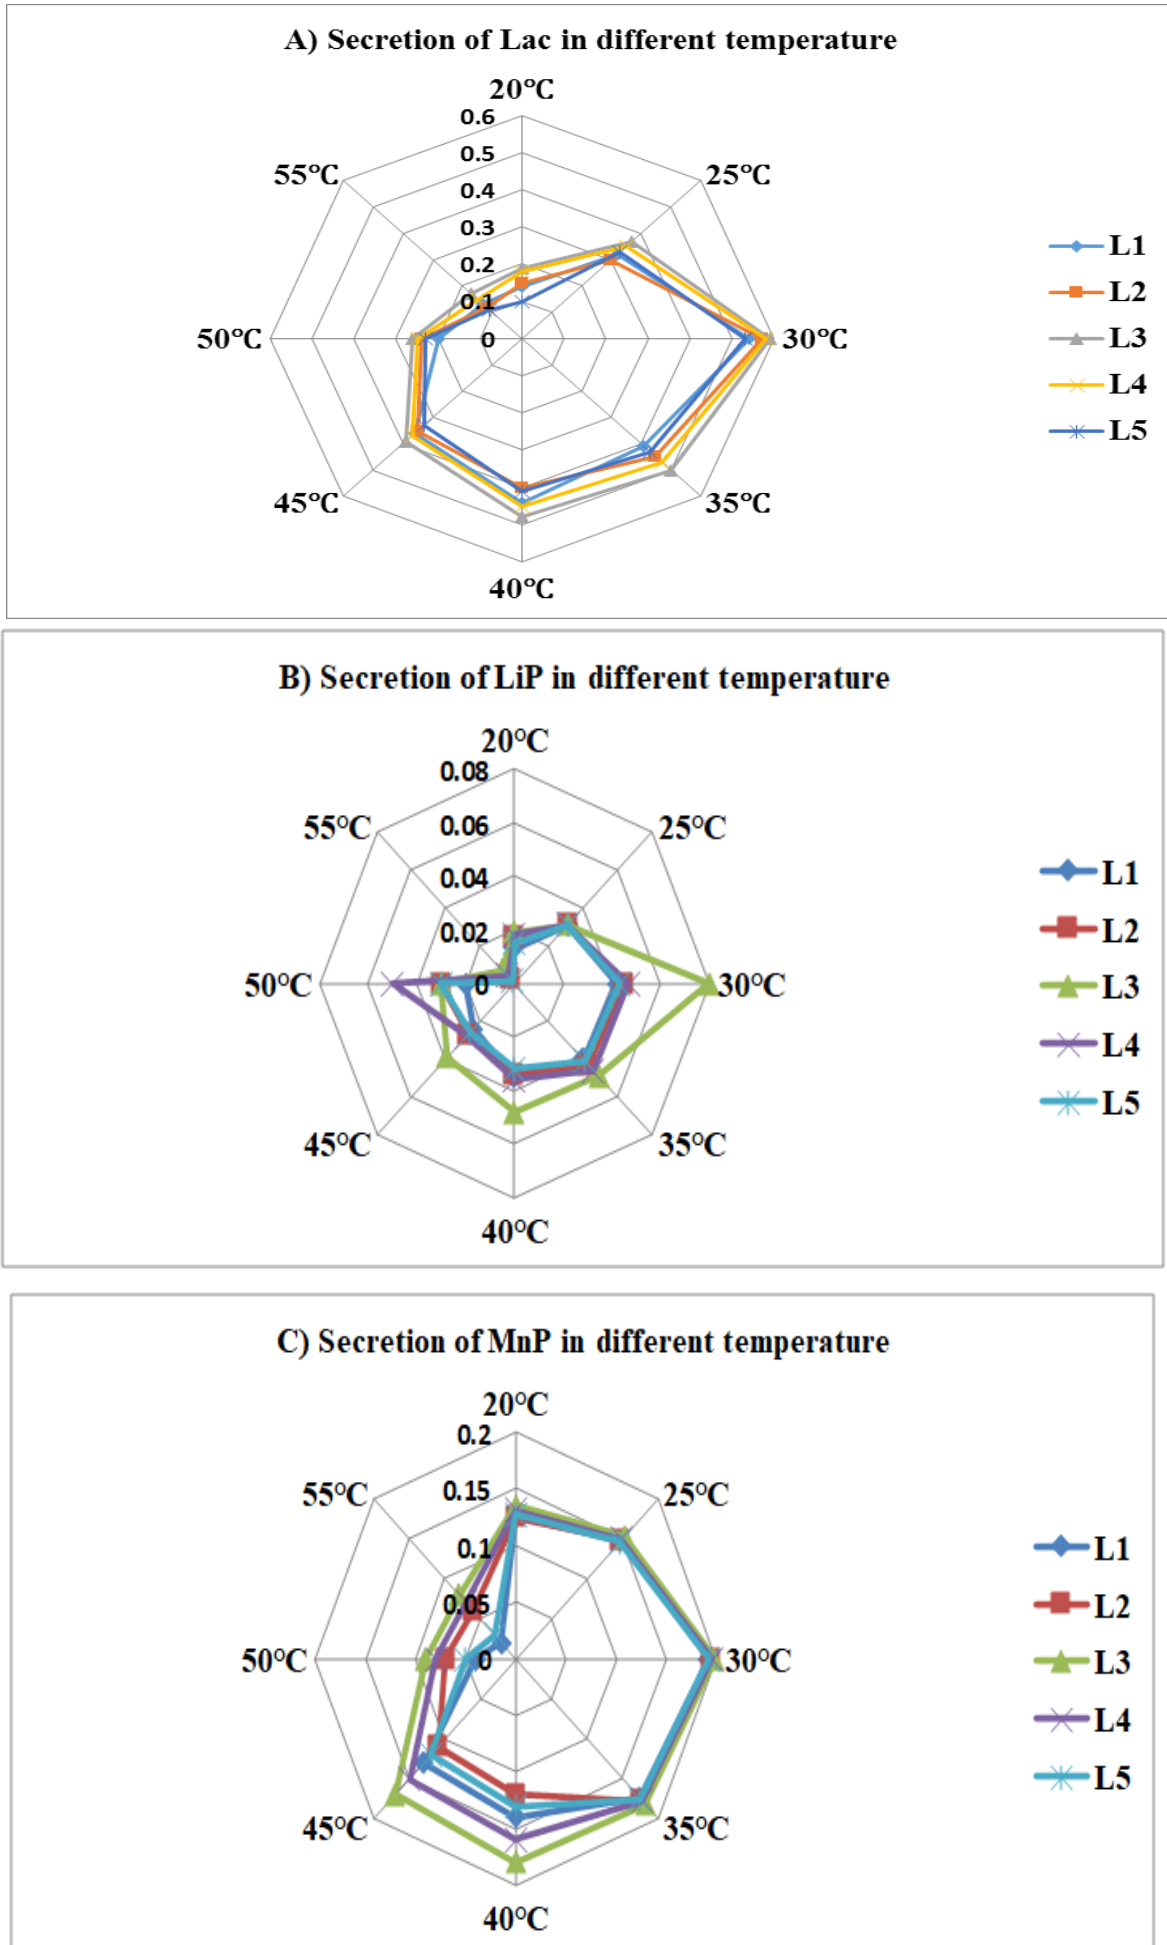 A) Secretion of Lac in different temperature
20℃
0.6
0.5
0.4
0.3
0.2
0.1
0
25℃
30℃
35℃
40℃
45℃
50℃
55℃
L1
L2
L3
L4
L5
B) Secretion of LiP in different temperature
20℃
0.08
0.06
0.04
0.02
0
25℃
30℃
35℃
40℃
45℃
50℃
55℃
L1
L2
L3
L4
L5
C) Secretion of MnP in different temperature
20℃
0.2
0.15
0.1
0.05
0
25℃
30℃
35℃
40℃
45℃
50℃
55℃
L1
L2
L3
L4
L5